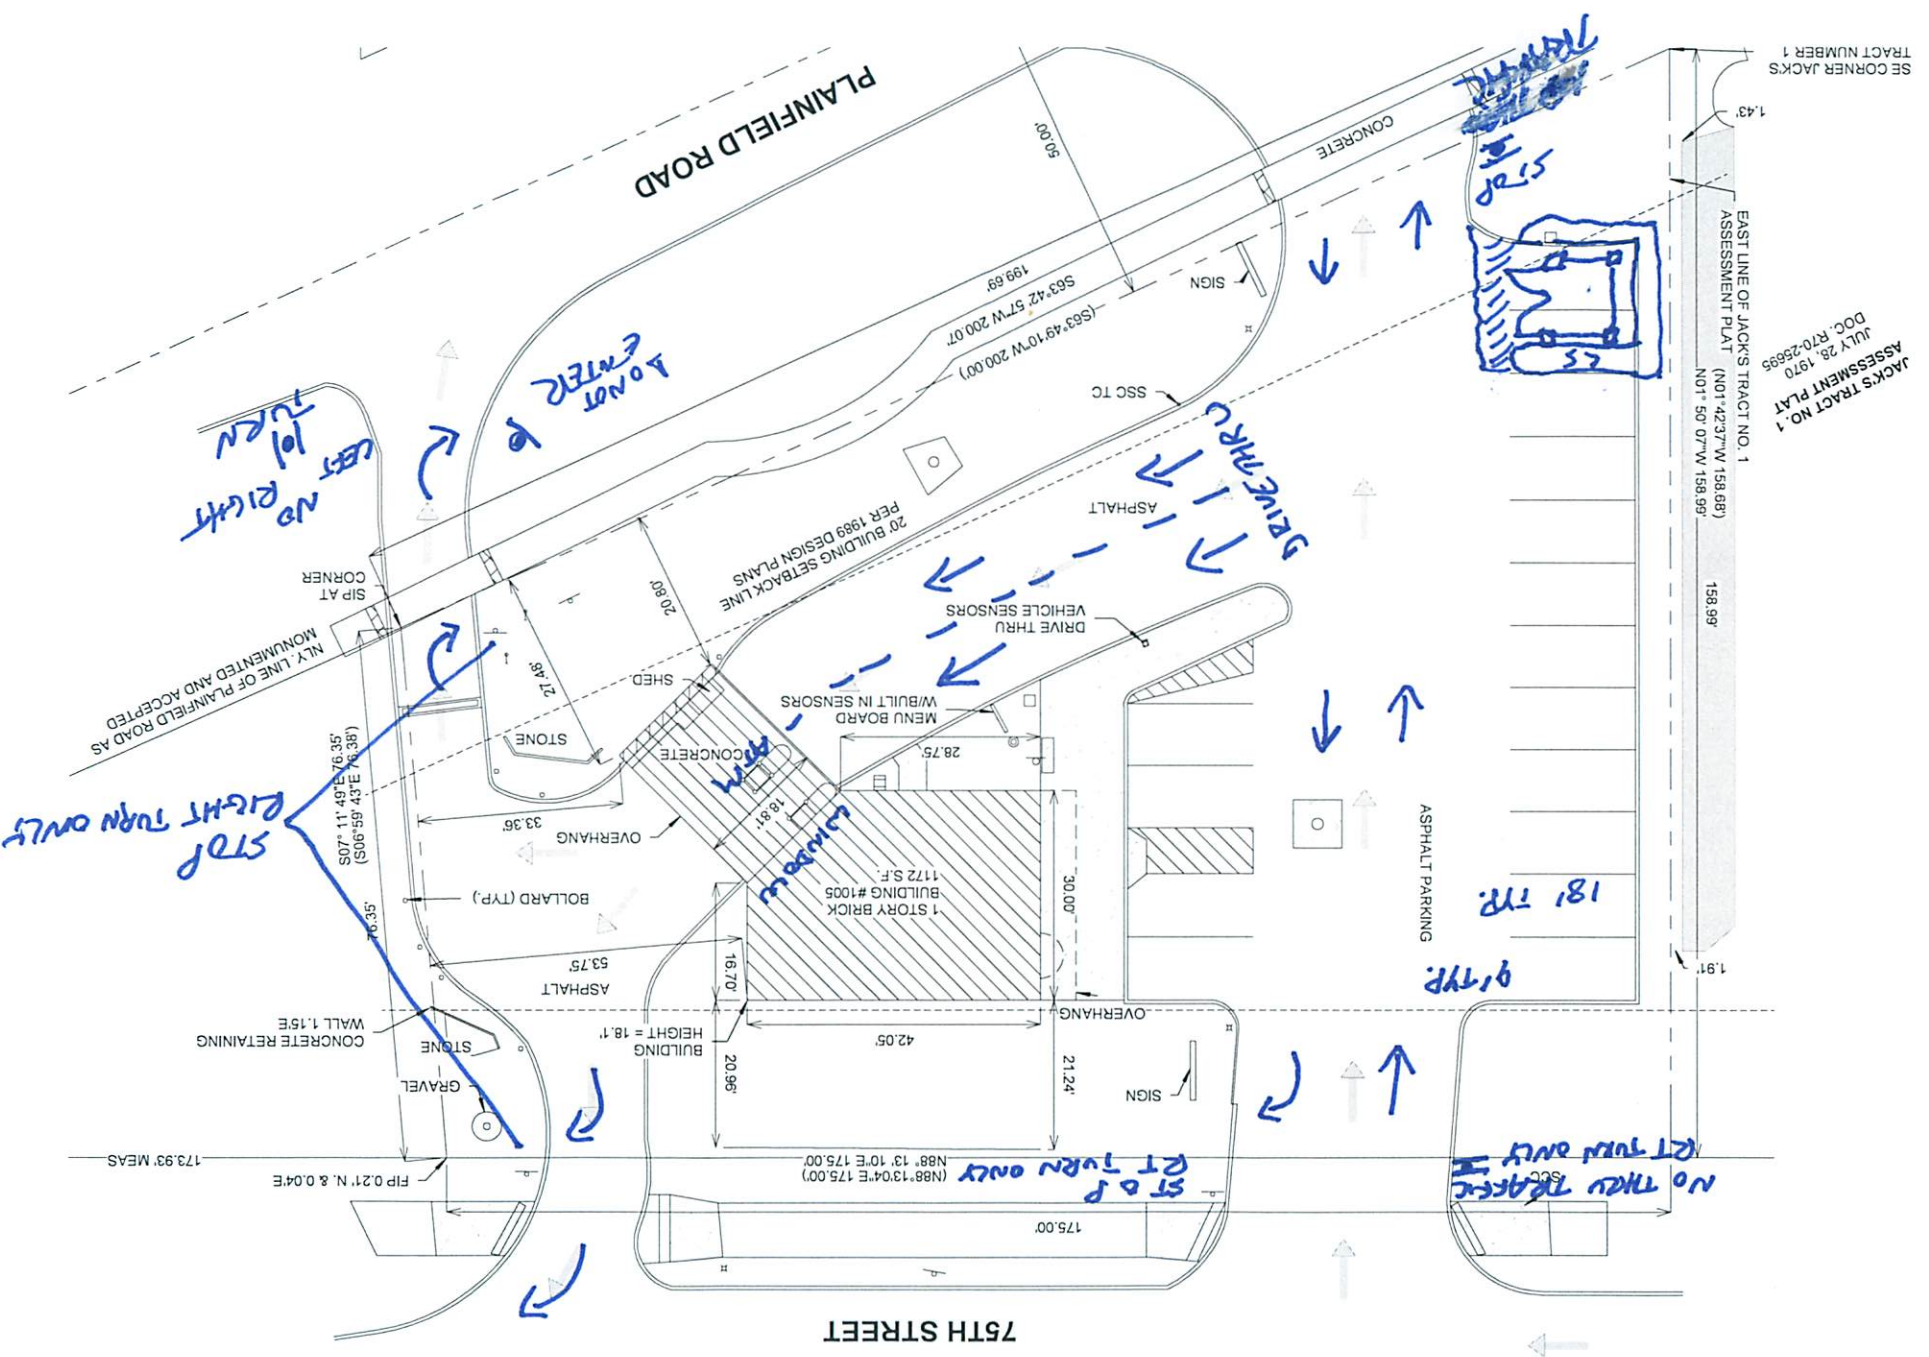 75TH STREET
175.00'
NO THRU TRAFFIC
RT TURN ONLY
SCC
STOP
RT TURN ONLY
(N88°13'04"E 175.00')
N88° 13' 10"E 175.00'
FIP 0.21' N. & 0.04'E
173.93' MEAS
SIGN
21.24'
42.05'
20.96'
BUILDING
HEIGHT = 18.1'
GRAVEL
STONE
CONCRETE RETAINING
WALL 1.15'E
OVERHANG
9' TYP.
18' TYP.
1.91'
ASPHALT PARKING
30.00'
1 STORY BRICK
BUILDING #1005
1172 S.F.
16.70'
ASPHALT
53.75'
BOLLARD (TYP.)
76.35'
S07° 11' 49"E 76.35'
(S06°59' 43"E 76.38')
WINDOW
ATM
18.81'
OVERHANG
33.36'
STOP
RIGHT TURN ONLY
28.75'
CONCRETE
STONE
MENU BOARD
W/BUILT IN SENSORS
SHED
27.48'
DRIVE THRU
VEHICLE SENSORS
20.80'
NLY. LINE OF PLAINFIELD ROAD AS
MONUMENTED AND ACCEPTED
SIP AT
CORNER
20' BUILDING SETBACK LINE
PER 1989 DESIGN PLANS
ASPHALT
DRIVE THRU
158.99'
EAST LINE OF JACK'S TRACT NO. 1
ASSESSMENT PLAT
(N01°42'37"W 158.68')
N01° 50' 07"W 158.99'
JACK'S TRACT NO. 1
ASSESSMENT PLAT
JULY 28, 1970
DOC. R70-25695
SSC TC
NO RIGHT
LEFT
TURN
DO NOT
ENTER
LS
(S63°49'10"W 200.00')
S63°42' 57"W 200.07'
199.69'
SIGN
STOP
50.00'
CONCRETE
1.43'
PLAINFIELD ROAD
SE CORNER JACK'S
TRACT NUMBER 1